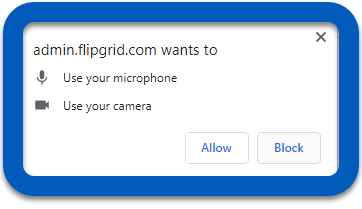 admin.flipgrid.com wants to
Use your microphone
Use your camera
Allow Block